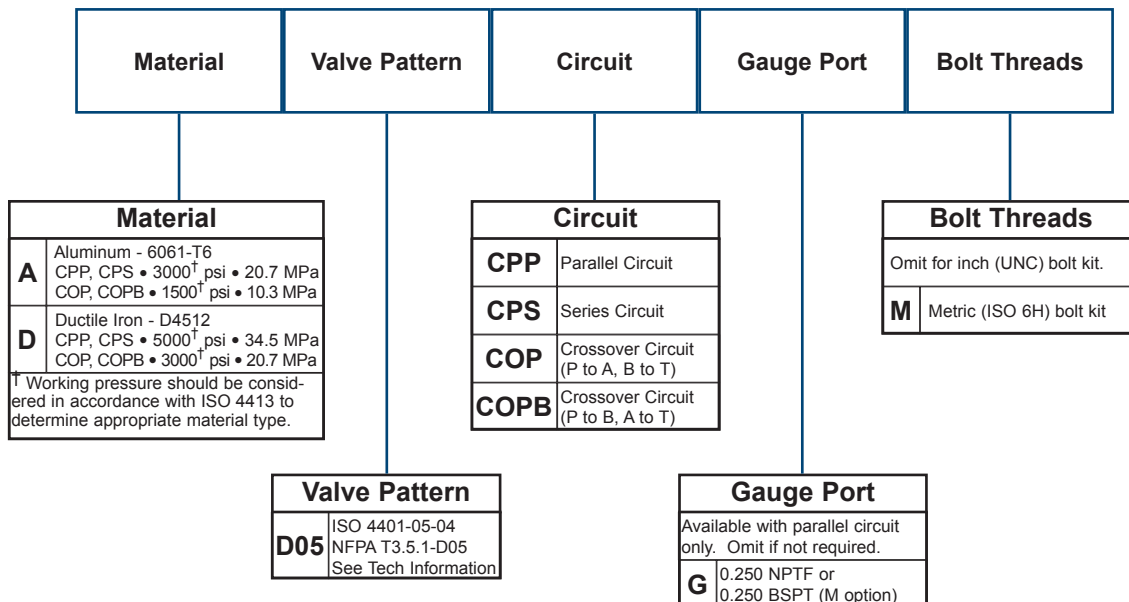 Material
Valve Pattern
Circuit
Gauge Port
Bolt Threads
Material
A
Aluminum - 6061-T6
CPP, CPS • 3000† psi • 20.7 MPa
COP, COPB • 1500† psi • 10.3 MPa
D
Ductile Iron - D4512
CPP, CPS • 5000† psi • 34.5 MPa
COP, COPB • 3000† psi • 20.7 MPa
† Working pressure should be consid-
ered in accordance with ISO 4413 to
determine appropriate material type.
Circuit
CPP Parallel Circuit
CPS Series Circuit
COP
Crossover Circuit
(P to A, B to T)
COPB
Crossover Circuit
(P to B, A to T)
Bolt Threads
Omit for inch (UNC) bolt kit.
M Metric (ISO 6H) bolt kit
Valve Pattern
D05
ISO 4401-05-04
NFPA T3.5.1-D05
See Tech Information
Gauge Port
Available with parallel circuit
only. Omit if not required.
G
0.250 NPTF or
0.250 BSPT (M option)